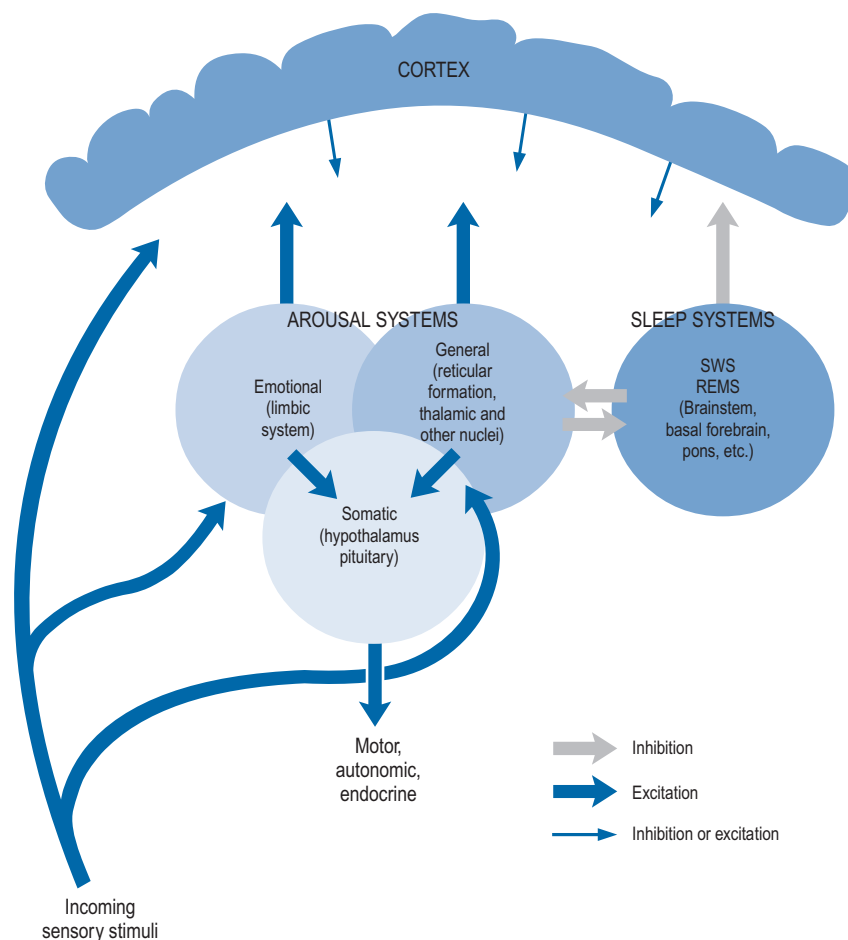 CORTEX
AROUSAL SYSTEMS
SLEEP SYSTEMS
Emotional
(limbic
system)
General
(reticular
formation,
thalamic and
other nuclei)
SWS
REMS
(Brainstem,
basal forebrain,
pons, etc.)
Somatic
(hypothalamus
pituitary)
Motor,
autonomic,
endocrine
Inhibition
Excitation
Inhibition or excitation
Incoming
sensory stimuli